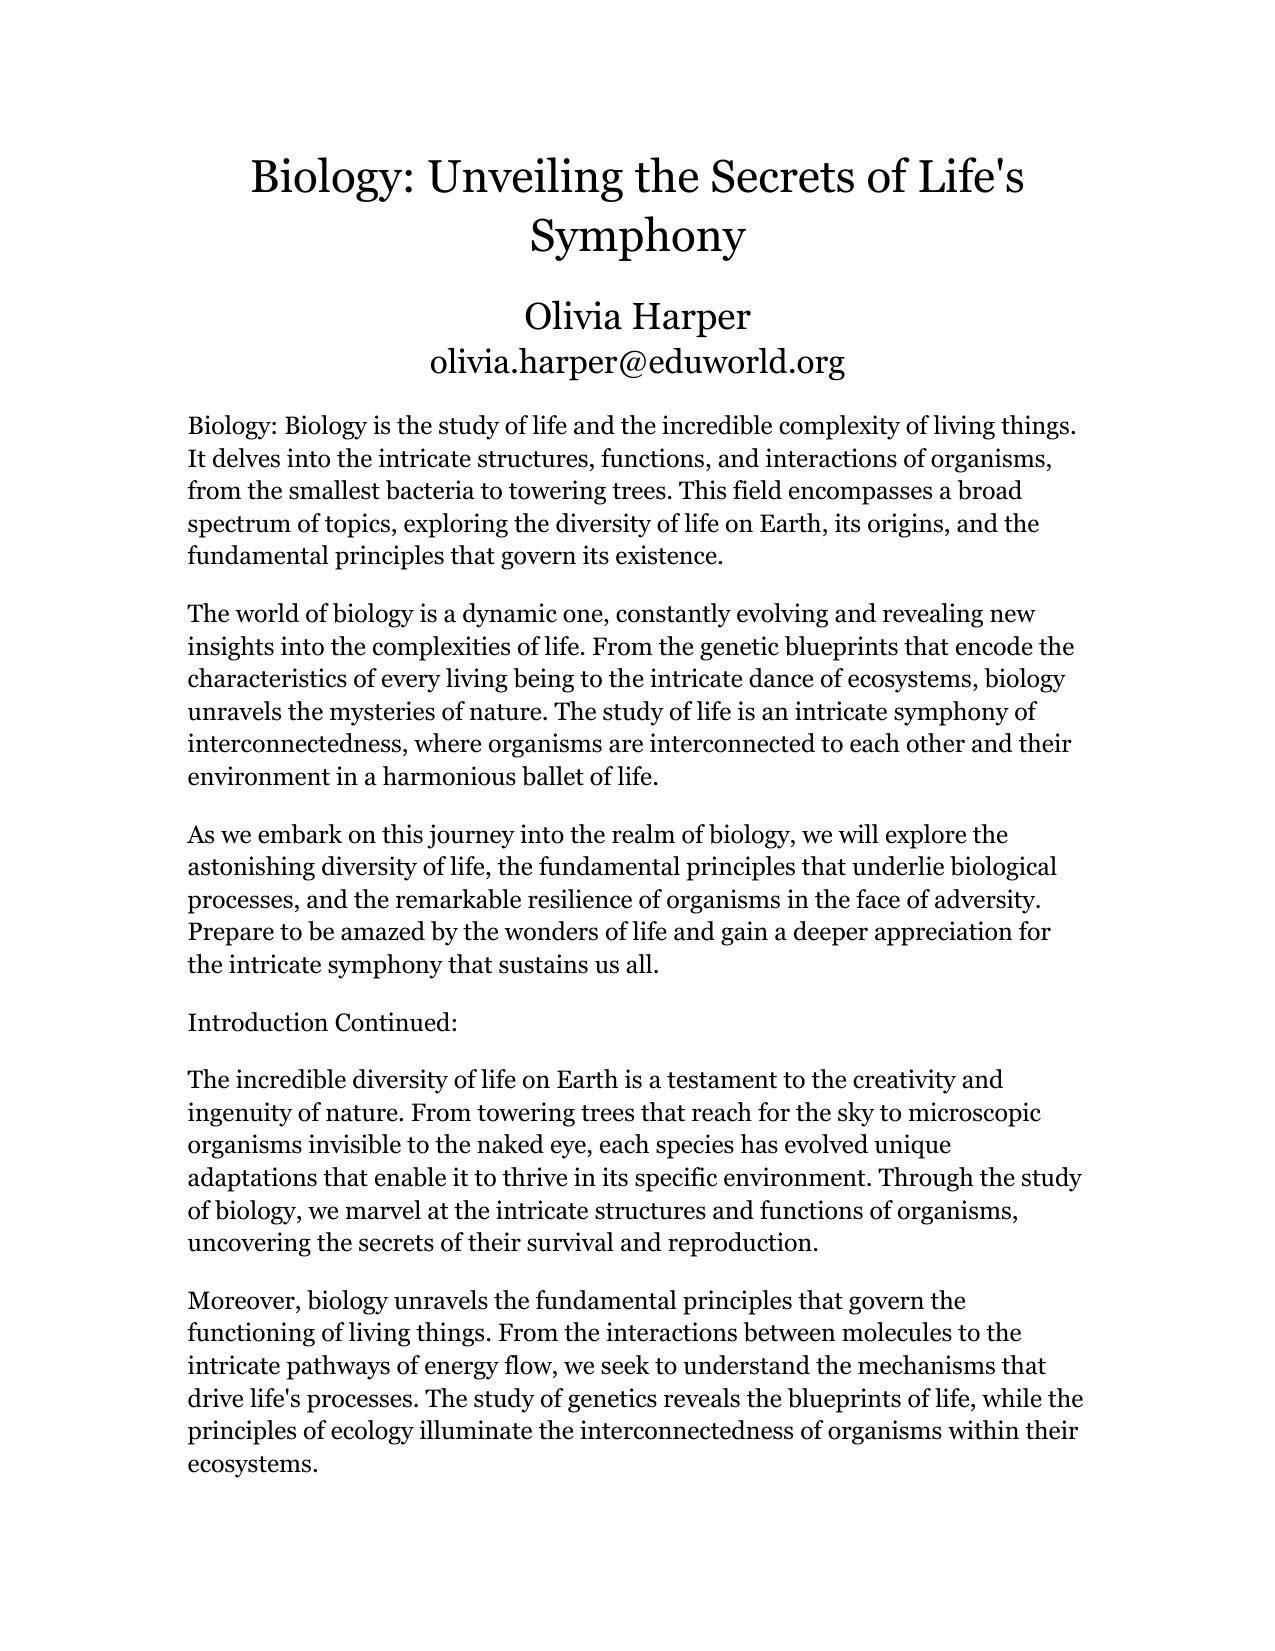 Biology: Unveiling the Secrets of Life's
Symphony
Olivia Harper
olivia.harper@eduworld.org
Biology: Biology is the study of life and the incredible complexity of living things.
It delves into the intricate structures, functions, and interactions of organisms,
from the smallest bacteria to towering trees. This field encompasses a broad
spectrum of topics, exploring the diversity of life on Earth, its origins, and the
fundamental principles that govern its existence.
The world of biology is a dynamic one, constantly evolving and revealing new
insights into the complexities of life. From the genetic blueprints that encode the
characteristics of every living being to the intricate dance of ecosystems, biology
unravels the mysteries of nature. The study of life is an intricate symphony of
interconnectedness, where organisms are interconnected to each other and their
environment in a harmonious ballet of life.
As we embark on this journey into the realm of biology, we will explore the
astonishing diversity of life, the fundamental principles that underlie biological
processes, and the remarkable resilience of organisms in the face of adversity.
Prepare to be amazed by the wonders of life and gain a deeper appreciation for
the intricate symphony that sustains us all.
Introduction Continued:
The incredible diversity of life on Earth is a testament to the creativity and
ingenuity of nature. From towering trees that reach for the sky to microscopic
organisms invisible to the naked eye, each species has evolved unique
adaptations that enable it to thrive in its specific environment. Through the study
of biology, we marvel at the intricate structures and functions of organisms,
uncovering the secrets of their survival and reproduction.
Moreover, biology unravels the fundamental principles that govern the
functioning of living things. From the interactions between molecules to the
intricate pathways of energy flow, we seek to understand the mechanisms that
drive life's processes. The study of genetics reveals the blueprints of life, while the
principles of ecology illuminate the interconnectedness of organisms within their
ecosystems.